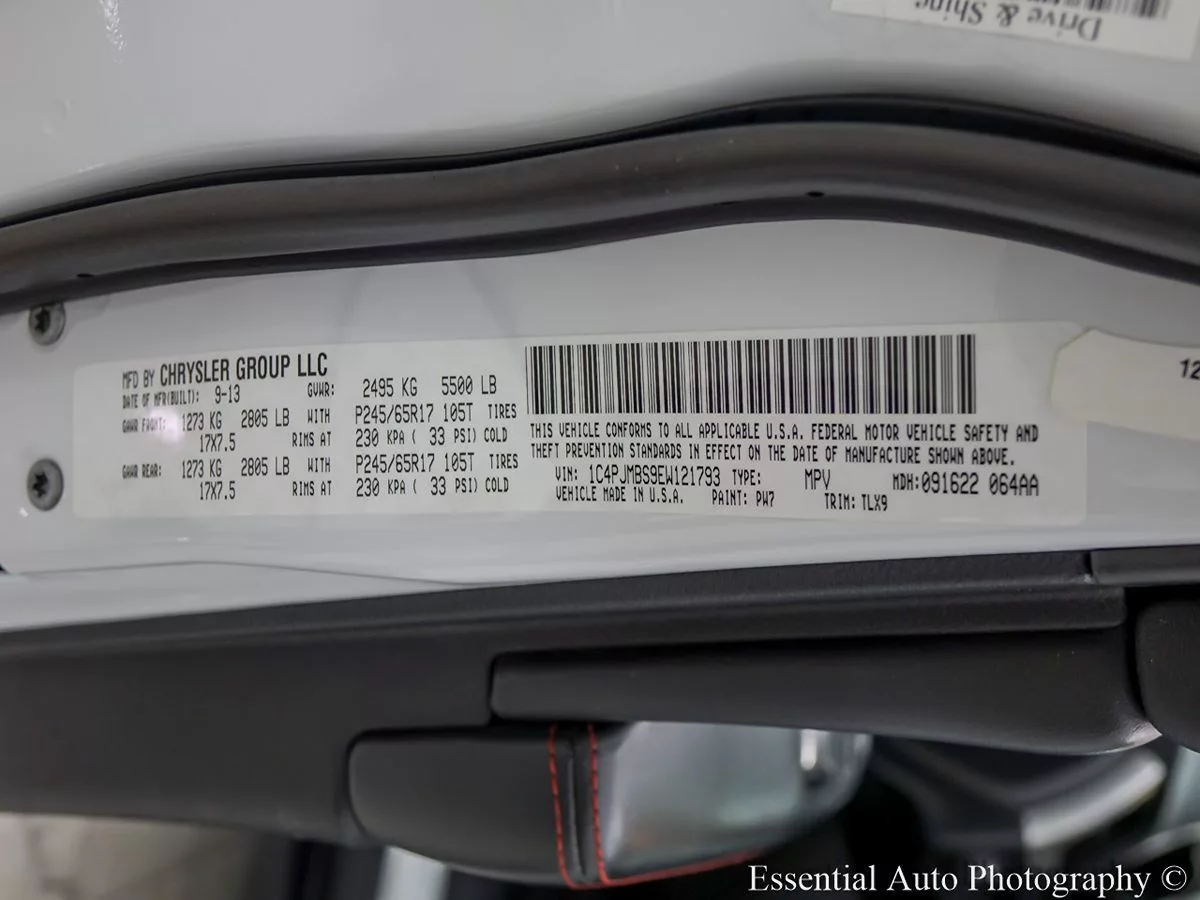 Drive & Shine
MFD BY CHRYSLER GROUP LLC
DATE OF MFR(BUILT): 9-13 GVWR: 2495 KG 5500 LB
GAWR FRONT: 1273 KG 2805 LB WITH P245/65R17 105T TIRES
17X7.5 RIMS AT 230 KPA ( 33 PSI) COLD
GAWR REAR: 1273 KG 2805 LB WITH P245/65R17 105T TIRES
17X7.5 RIMS AT 230 KPA ( 33 PSI) COLD
THIS VEHICLE CONFORMS TO ALL APPLICABLE U.S.A. FEDERAL MOTOR VEHICLE SAFETY AND
THEFT PREVENTION STANDARDS IN EFFECT ON THE DATE OF MANUFACTURE SHOWN ABOVE.
VIN: 1C4PJMBS9EW121793 TYPE: MPV MDH:091622 064AA
VEHICLE MADE IN U.S.A. PAINT: PW7 TRIM: TLX9
12
Essential Auto Photography ©